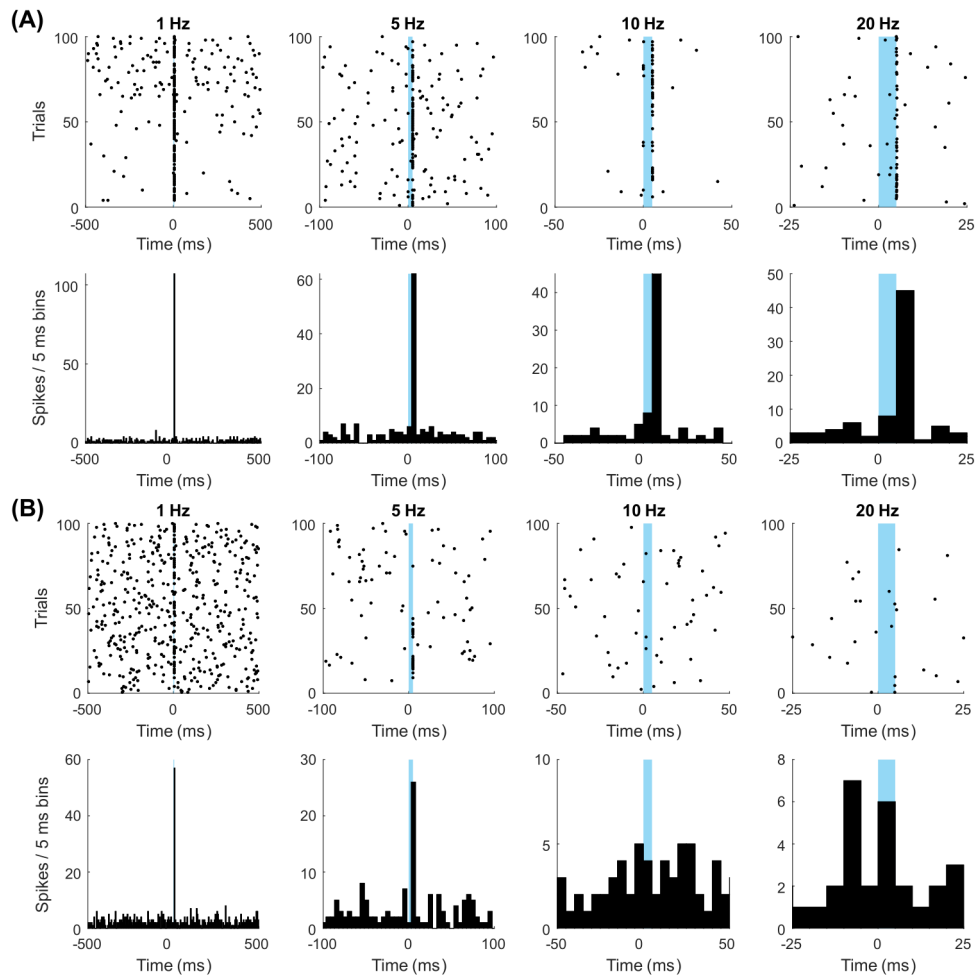 (A)
1 Hz 5 Hz 10 Hz 20 Hz
Trials
100 50 0
-500 0 500
Time (ms)
100 50 0
-100 0 100
Time (ms)
100 50 0
-50 0 50
Time (ms)
100 50 0
-25 0 25
Time (ms)
Spikes / 5 ms bins
100 50 0
-500 0 500
Time (ms)
60 40 20 0
-100 0 100
Time (ms)
40 30 20 10 0
-50 0 50
Time (ms)
50 40 30 20 10 0
-25 0 25
Time (ms)
(B)
1 Hz 5 Hz 10 Hz 20 Hz
Trials
100 50 0
-500 0 500
Time (ms)
100 50 0
-100 0 100
Time (ms)
100 50 0
-50 0 50
Time (ms)
100 50 0
-25 0 25
Time (ms)
Spikes / 5 ms bins
60 40 20 0
-500 0 500
Time (ms)
30 20 10 0
-100 0 100
Time (ms)
10 5 0
-50 0 50
Time (ms)
8 6 4 2 0
-25 0 25
Time (ms)